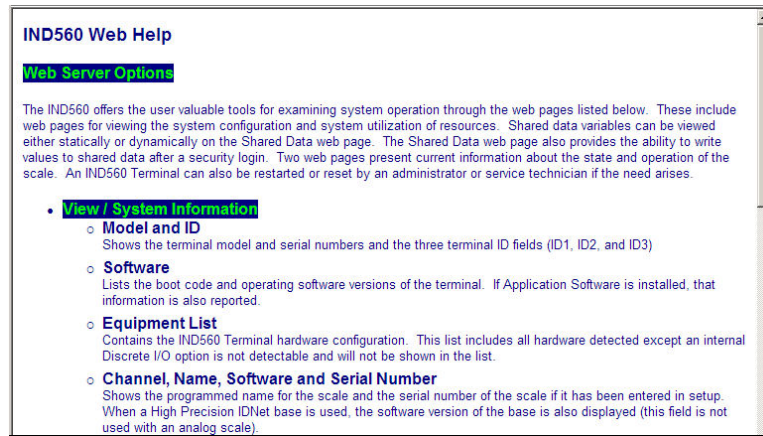 IND560 Web Help
Web Server Options
The IND560 offers the user valuable tools for examining system operation through the web pages listed below. These include
web pages for viewing the system configuration and system utilization of resources. Shared data variables can be viewed
either statically or dynamically on the Shared Data web page. The Shared Data web page also provides the ability to write
values to shared data after a security login. Two web pages present current information about the state and operation of the
scale. An IND560 Terminal can also be restarted or reset by an administrator or service technician if the need arises.
• View / System Information
○ Model and ID
Shows the terminal model and serial numbers and the three terminal ID fields (ID1, ID2, and ID3)
○ Software
Lists the boot code and operating software versions of the terminal. If Application Software is installed, that
information is also reported.
○ Equipment List
Contains the IND560 Terminal hardware configuration. This list includes all hardware detected except an internal
Discrete I/O option is not detectable and will not be shown in the list.
○ Channel, Name, Software and Serial Number
Shows the programmed name for the scale and the serial number of the scale if it has been entered in setup.
When a High Precision IDNet base is used, the software version of the base is also displayed (this field is not
used with an analog scale).